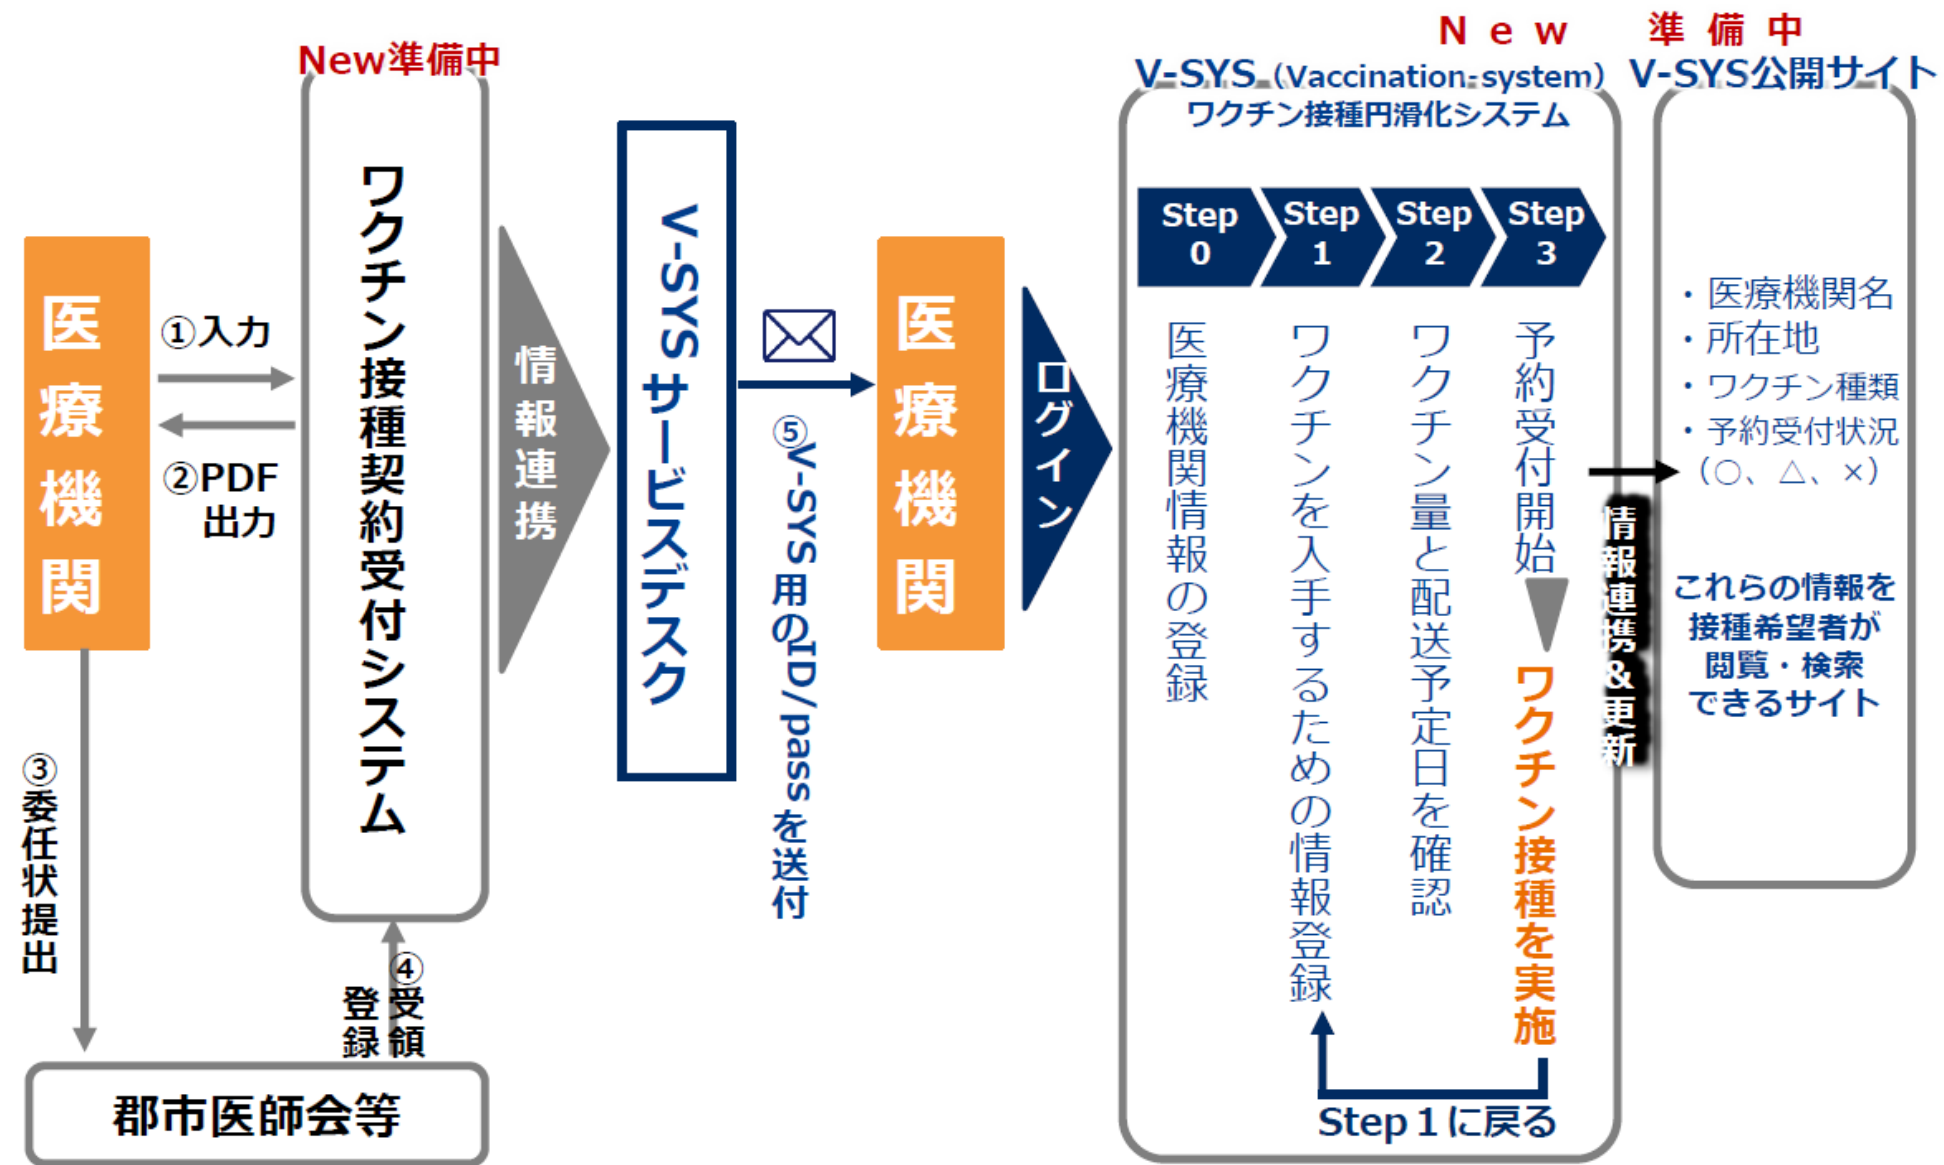 New準備中
New 準備中
V-SYS（Vaccination-system）
ワクチン接種円滑化システム
V-SYS公開サイト
医療機関
①入力
②PDF
出力
③委任状提出
郡市医師会等
④受領
登録
ワクチン接種契約受付システム
情報連携
V-SYSサービスデスク
⑤V-SYS用のID/passを送付
医療機関
ログイン
Step
0
Step
1
Step
2
Step
3
医療機関情報の登録
ワクチンを入手するための情報登録
ワクチン量と配送予定日を確認
予約受付開始
ワクチン接種を実施
Step１に戻る
情報連携&更新
・医療機関名
・所在地
・ワクチン種類
・予約受付状況
（○、△、×）
これらの情報を
接種希望者が
閲覧・検索
できるサイト